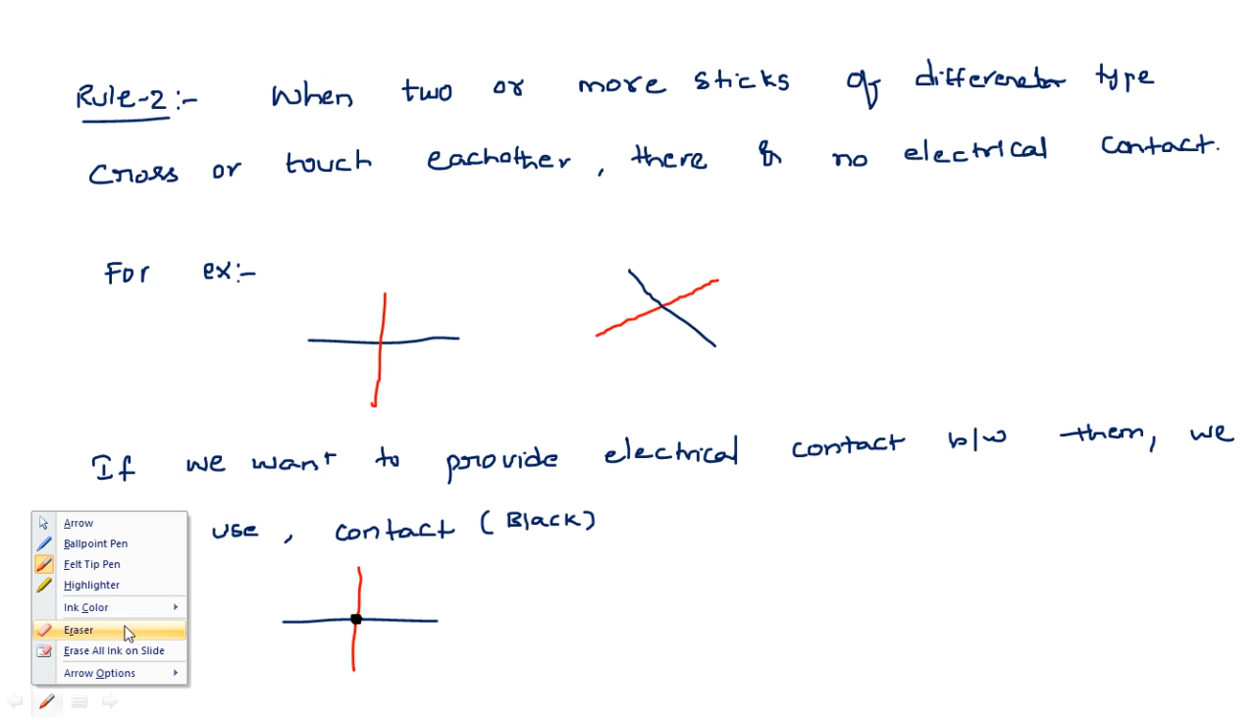 Rule-2:- When two or more sticks of different type
Cross or touch eachother, there is no electrical contact.
For ex:-
If we want to provide electrical contact b/w them, we
use, contact (Black)
Arrow
Ballpoint Pen
Felt Tip Pen
Highlighter
Ink Color
Eraser
Erase All Ink on Slide
Arrow Options